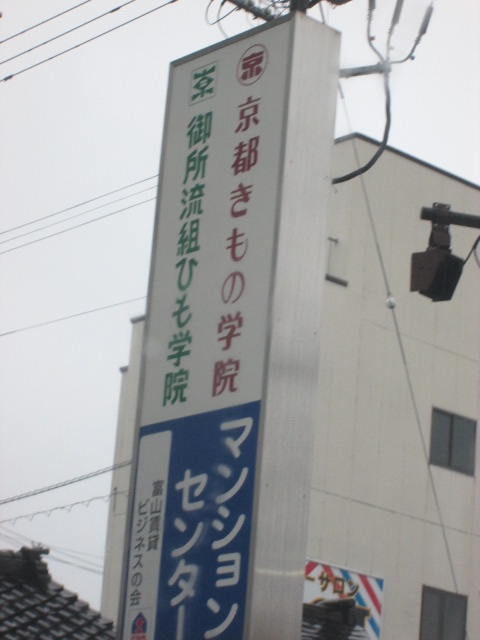 京
京都きもの学院
京
御所流組ひも学院
マンション
センター
富山賃貸
ビジネスの会
ーサロン